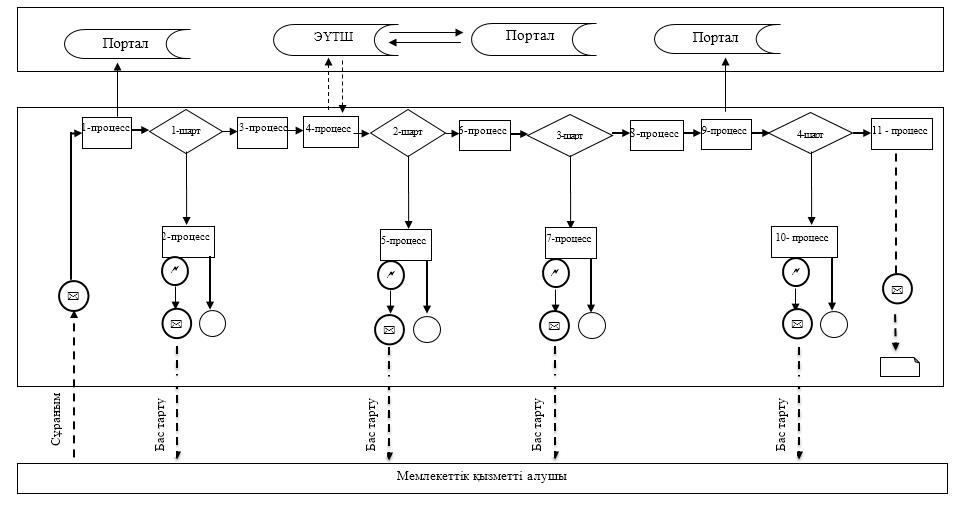 Портал
ЭҮТШ
Портал
Портал
1-процесс
1-шарт
3-процесс
4-процесс
2-шарт
5-процесс
3-шарт
8-процесс
9-процесс
4-шарт
11 - процесс
2-процесс
5-процесс
7-процесс
10- процесс
Сұраным
Бас тарту
Бас тарту
Бас тарту
Бас тарту
Мемлекеттік қызметті алушы